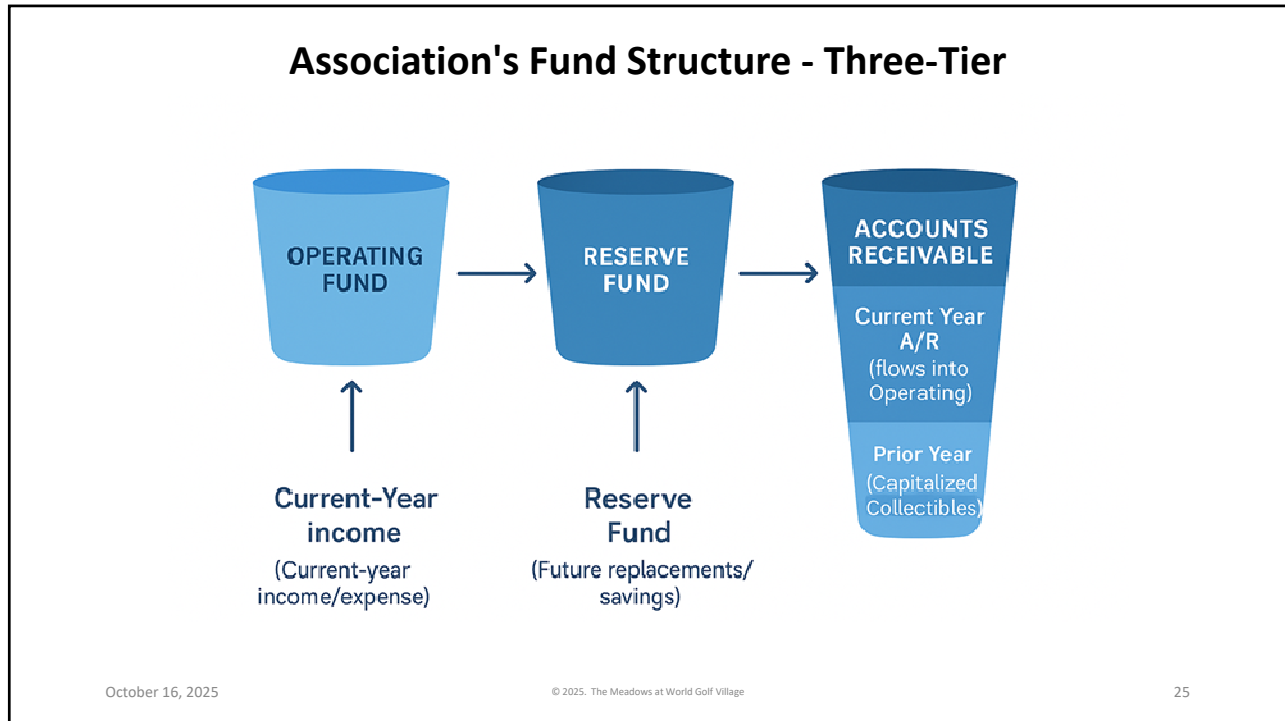 Association's Fund Structure - Three-Tier
OPERATING
FUND
RESERVE
FUND
ACCOUNTS
RECEIVABLE
Current Year
A/R
(flows into
Operating)
Prior Year
(Capitalized
Collectibles)
Current-Year
income
(Current-year
income/expense)
Reserve
Fund
(Future replacements/
savings)
October 16, 2025
© 2025. The Meadows at World Golf Village
25